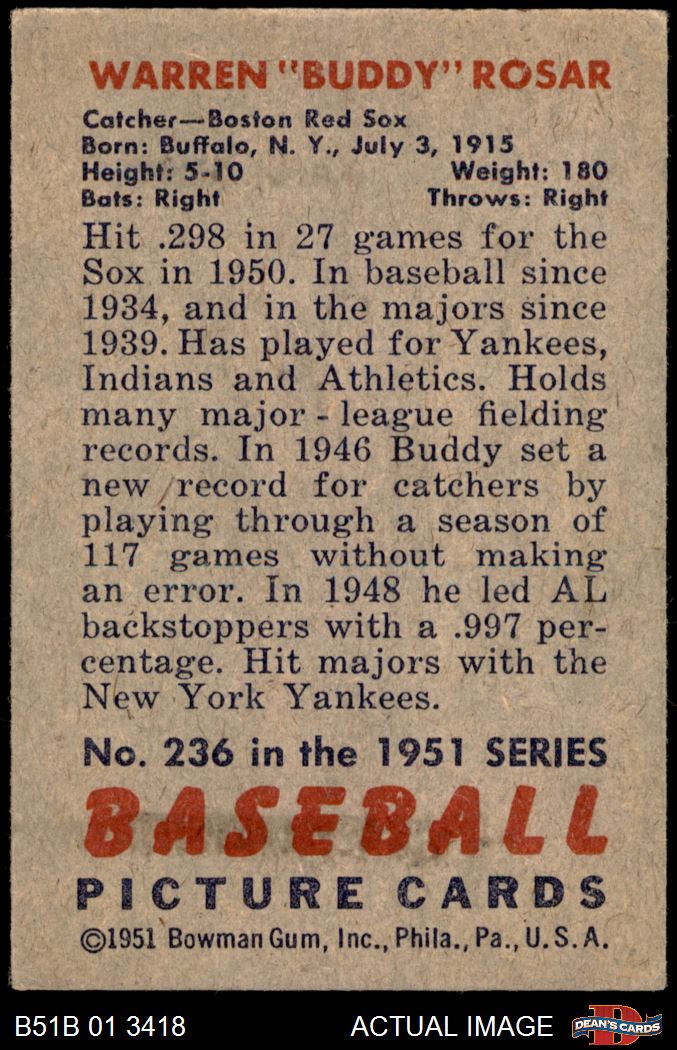 WARREN "BUDDY" ROSAR
Catcher—Boston Red Sox
Born: Buffalo, N. Y., July 3, 1915
Height: 5-10 Weight: 180
Bats: Right Throws: Right
Hit .298 in 27 games for the
Sox in 1950. In baseball since
1934, and in the majors since
1939. Has played for Yankees,
Indians and Athletics. Holds
many major - league fielding
records. In 1946 Buddy set a
new record for catchers by
playing through a season of
117 games without making
an error. In 1948 he led AL
backstoppers with a .997 per-
centage. Hit majors with the
New York Yankees.
No. 236 in the 1951 SERIES
BASEBALL
PICTURE CARDS
©1951 Bowman Gum, Inc., Phila., Pa., U. S. A.
B51B 01 3418 ACTUAL IMAGE D DEAN'S CARDS